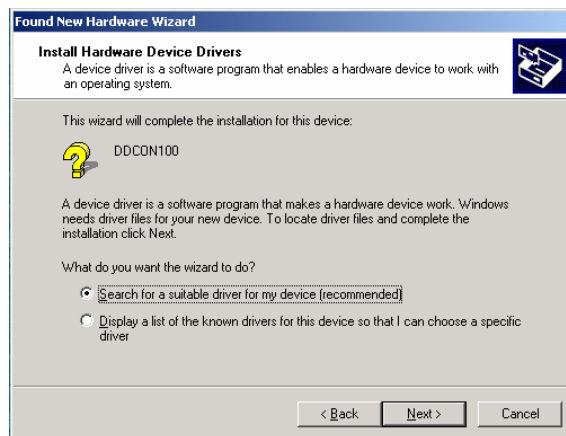 Found New Hardware Wizard
Install Hardware Device Drivers
A device driver is a software program that enables a hardware device to work with
an operating system.
This wizard will complete the installation for this device:
DDCON100
A device driver is a software program that makes a hardware device work. Windows
needs driver files for your new device. To locate driver files and complete the
installation click Next.
What do you want the wizard to do?
Search for a suitable driver for my device (recommended)
Display a list of the known drivers for this device so that I can choose a specific
driver
< Back Next > Cancel